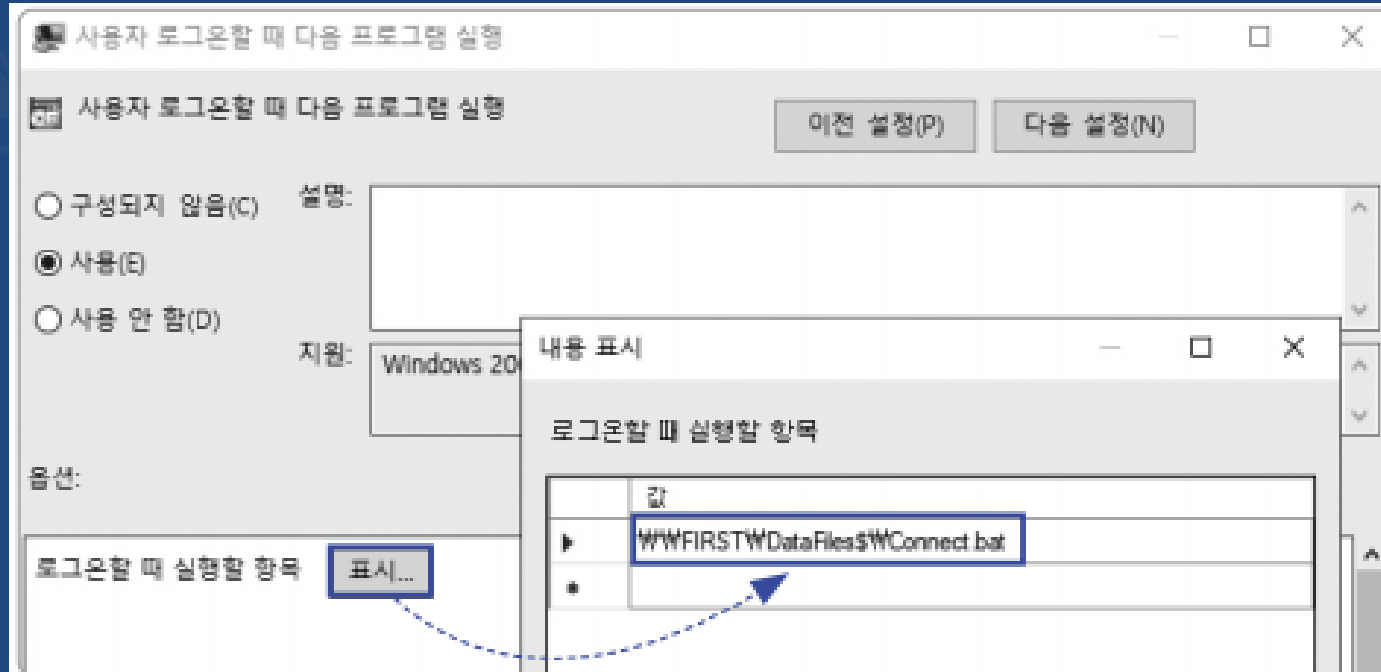 사용자 로그온할 때 다음 프로그램 실행
사용자 로그온할 때 다음 프로그램 실행
이전 설정(P)
다음 설정(N)
구성되지 않음(C)
사용(E)
사용 안 함(D)
설명:
지원:
Windows
옵션:
로그온할 때 실행할 항목
표시...
내용 표시
로그온할 때 실행할 항목
값
₩₩FIRST₩DataFiles$₩Connect.bat